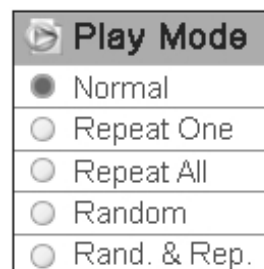 Play Mode
Normal
Repeat One
Repeat All
Random
Rand. & Rep.